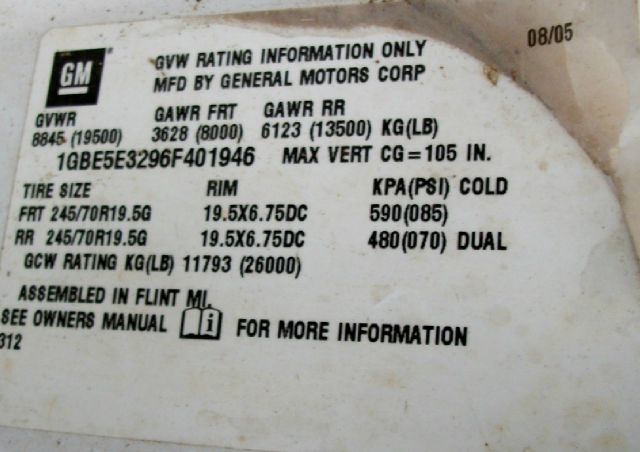 08/05
GM
GVW RATING INFORMATION ONLY
MFD BY GENERAL MOTORS CORP
GVWR GAWR FRT GAWR RR
8845 (19500) 3628 (8000) 6123 (13500) KG(LB)
1GBE5E3296F401946 MAX VERT CG=105 IN.
TIRE SIZE RIM KPA(PSI) COLD
FRT 245/70R19.5G 19.5X6.75DC 590(085)
RR 245/70R19.5G 19.5X6.75DC 480(070) DUAL
GCW RATING KG(LB) 11793 (26000)
ASSEMBLED IN FLINT MI.
SEE OWNERS MANUAL i FOR MORE INFORMATION
312